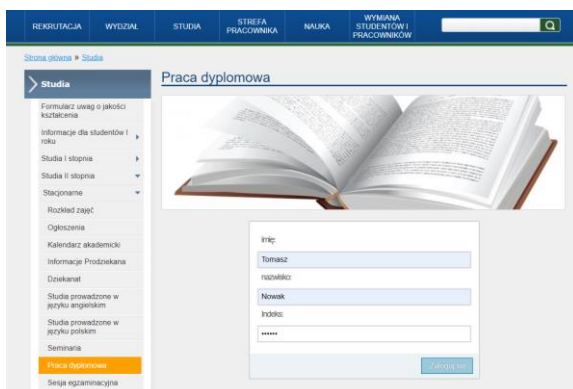 REKRUTACJA
WYDZIAŁ
STUDIA
STREFA
PRACOWNIKA
NAUKA
WYMIANA
STUDENTÓW I
PRACOWNIKÓW
Strona główna » Studia
Studia
Formularz uwag o jakości
kształcenia
Informacje dla studentów I
roku
Studia I stopnia
Studia II stopnia
Stacjonarne
Rozkład zajęć
Ogłoszenia
Kalendarz akademicki
Informacje Prodziekana
Dziekanat
Studia prowadzone w
języku angielskim
Studia prowadzone w
języku polskim
Seminaria
Praca dyplomowa
Sesja egzaminacyjna
Praca dyplomowa
imię:
Tomasz
nazwisko:
Nowak
Indeks:
••••••
Zaloguj się